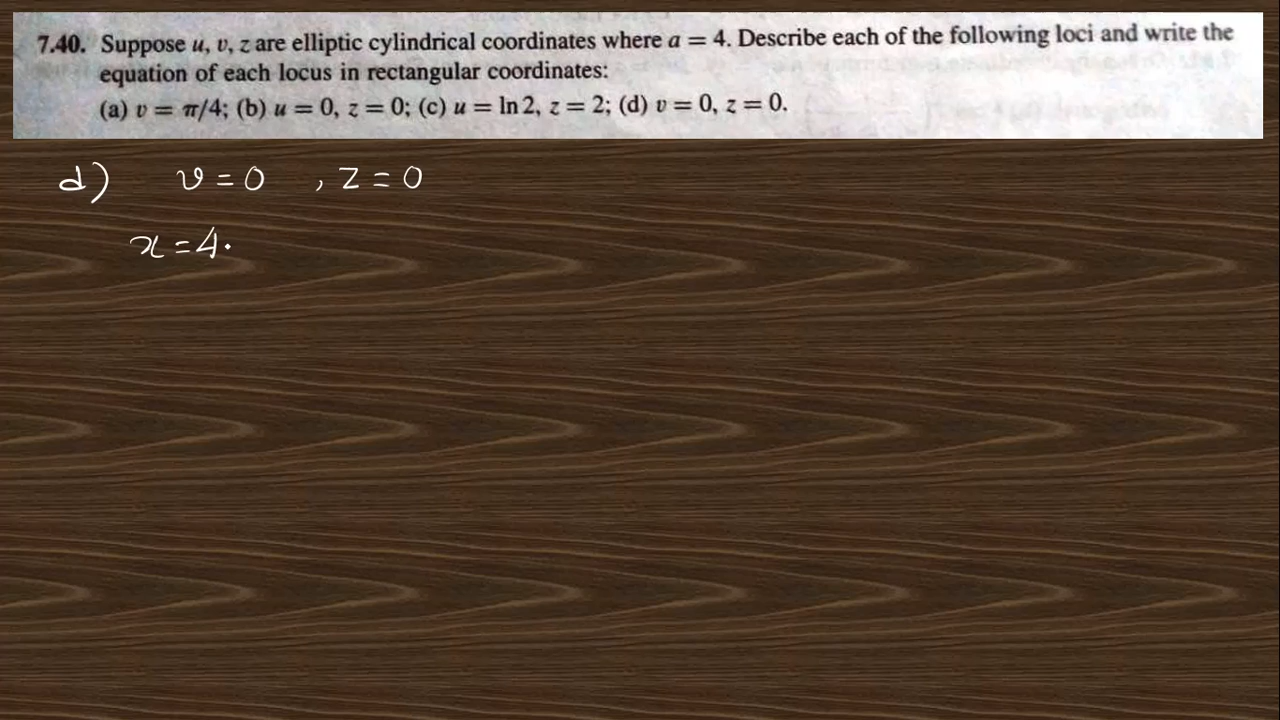 7.40. Suppose u, v, z are elliptic cylindrical coordinates where a = 4. Describe each of the following loci and write the
equation of each locus in rectangular coordinates:
(a) v = π/4; (b) u = 0, z = 0; (c) u = ln 2, z = 2; (d) v = 0, z = 0.
d) v = 0 , z = 0
x = 4.